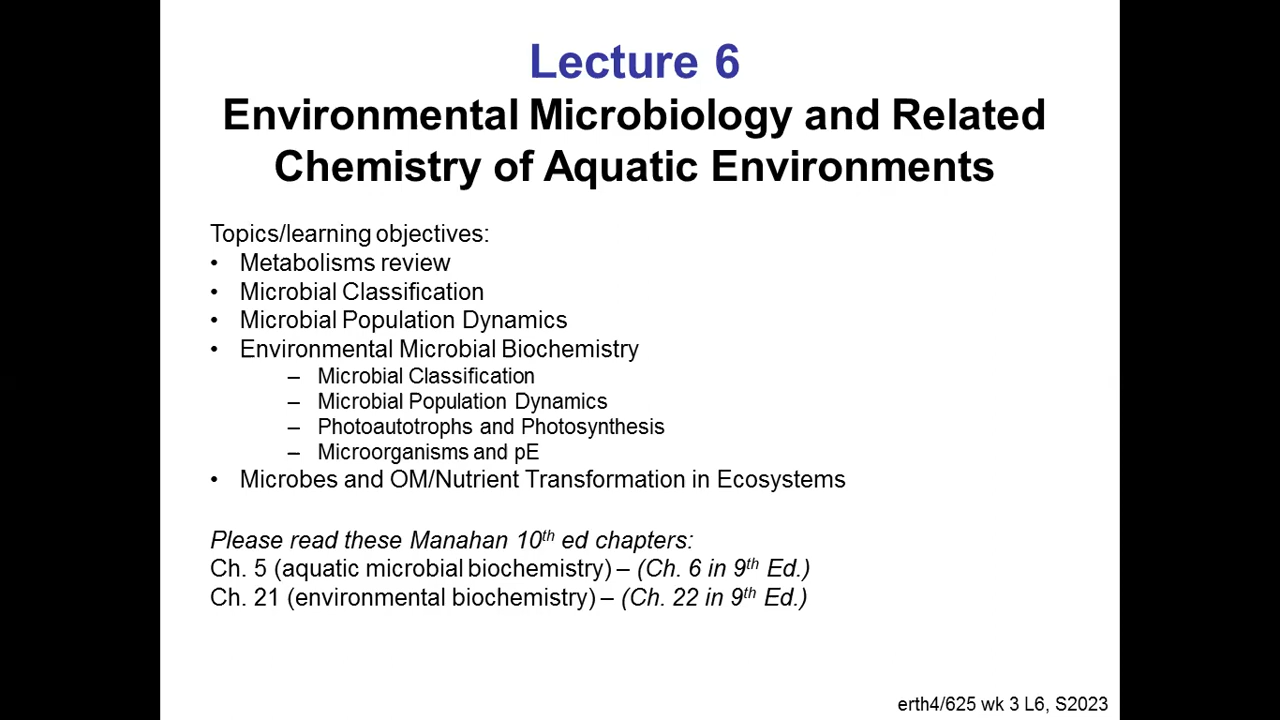 Lecture 6
Environmental Microbiology and Related
Chemistry of Aquatic Environments
Topics/learning objectives:
• Metabolisms review
• Microbial Classification
• Microbial Population Dynamics
• Environmental Microbial Biochemistry
– Microbial Classification
– Microbial Population Dynamics
– Photoautotrophs and Photosynthesis
– Microorganisms and pE
• Microbes and OM/Nutrient Transformation in Ecosystems
Please read these Manahan 10th ed chapters:
Ch. 5 (aquatic microbial biochemistry) – (Ch. 6 in 9th Ed.)
Ch. 21 (environmental biochemistry) – (Ch. 22 in 9th Ed.)
erth4/625 wk 3 L6, S2023